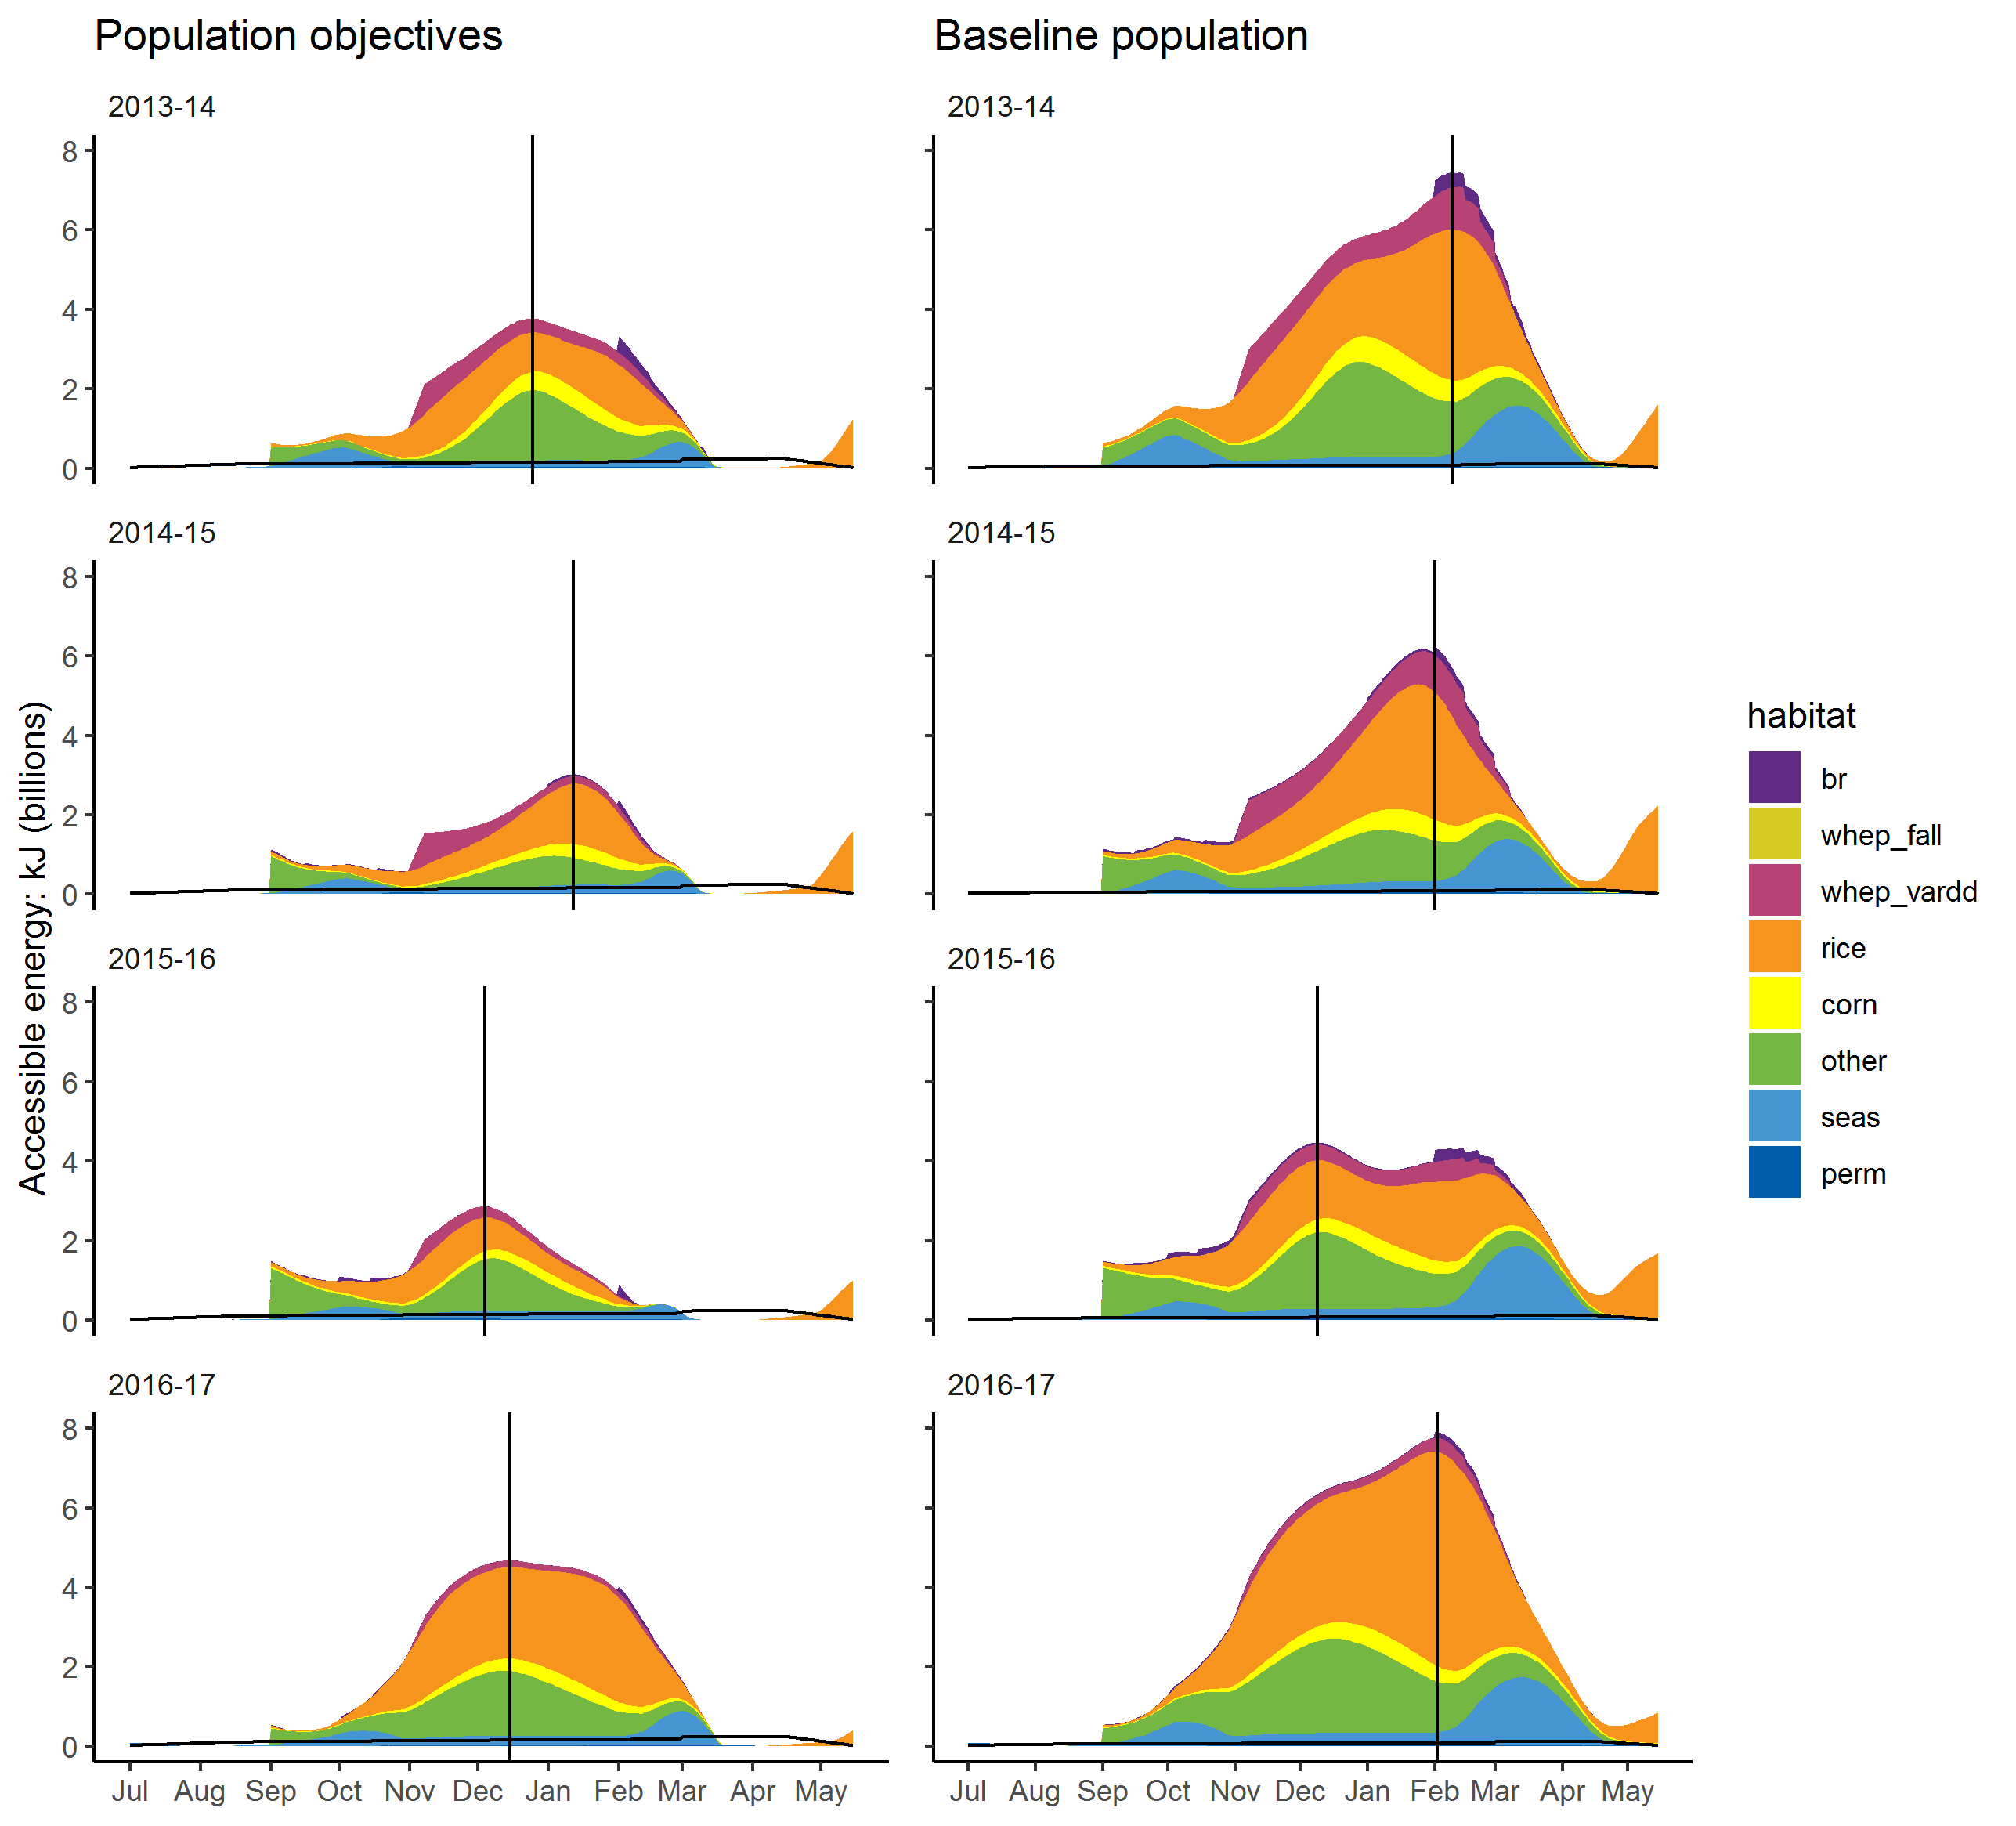 Population objectives
Baseline population
2013-14
2013-14
8
6
4
2
0
2014-15
2014-15
8
6
4
2
0
2015-16
2015-16
8
6
4
2
0
2016-17
2016-17
8
6
4
2
0
Jul Aug Sep Oct Nov Dec Jan Feb Mar Apr May
Jul Aug Sep Oct Nov Dec Jan Feb Mar Apr May
Accessible energy: kJ (billions)
habitat
br
whep_fall
whep_vardd
rice
corn
other
seas
perm